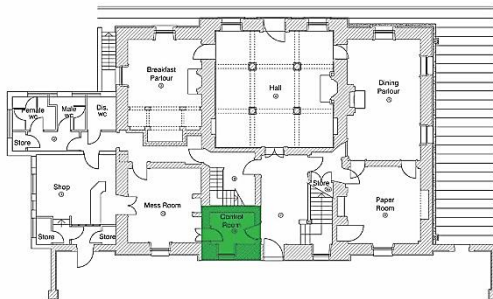 Breakfast
Parlour
Hall
Dining
Parlour
Female
WC
Male
WC
Dis.
WC
Store
Shop
Mess Room
Store
Store
Control
Room
Store
Paper
Room